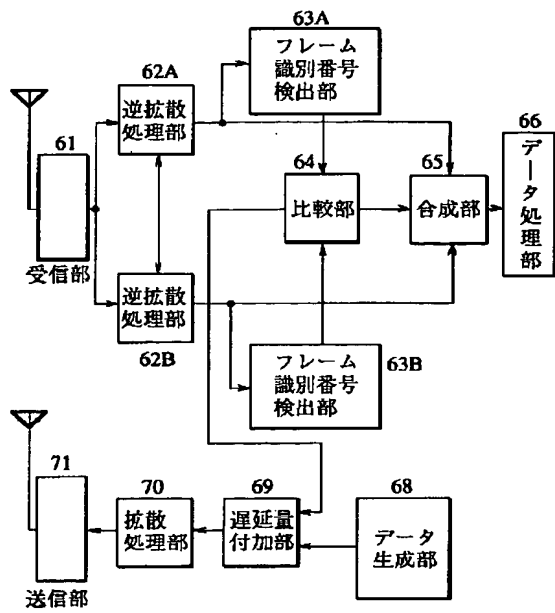 63A
フレーム
識別番号
検出部
62A
逆拡散
処理部
61
受信部
64
比較部
65
合成部
66
データ処理部
逆拡散
処理部
62B
フレーム
識別番号
検出部
63B
71
送信部
70
拡散
処理部
69
遅延量
付加部
68
データ
生成部